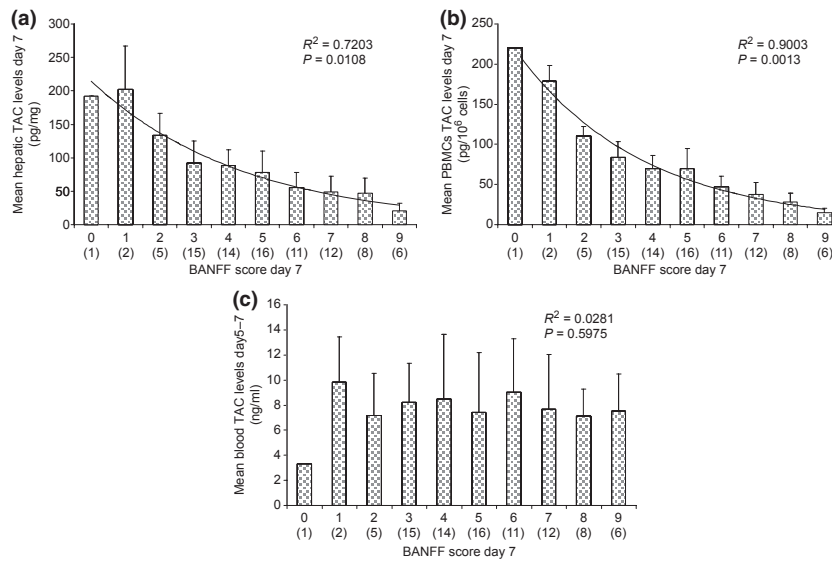 (a)
300
250
200
150
100
50
0
Mean hepatic TAC levels day 7
(pg/mg)
R² = 0.7203
P = 0.0108
0 1 2 3 4 5 6 7 8 9
(1) (2) (5) (15) (14) (16) (11) (12) (8) (6)
BANFF score day 7
(b)
250
200
150
100
50
0
Mean PBMCs TAC levels day 7
(pg/10⁶ cells)
R² = 0.9003
P = 0.0013
0 1 2 3 4 5 6 7 8 9
(1) (2) (5) (15) (14) (16) (11) (12) (8) (6)
BANFF score day 7
(c)
16
14
12
10
8
6
4
2
0
Mean blood TAC levels day5–7
(ng/ml)
R² = 0.0281
P = 0.5975
0 1 2 3 4 5 6 7 8 9
(1) (2) (5) (15) (14) (16) (11) (12) (8) (6)
BANFF score day 7